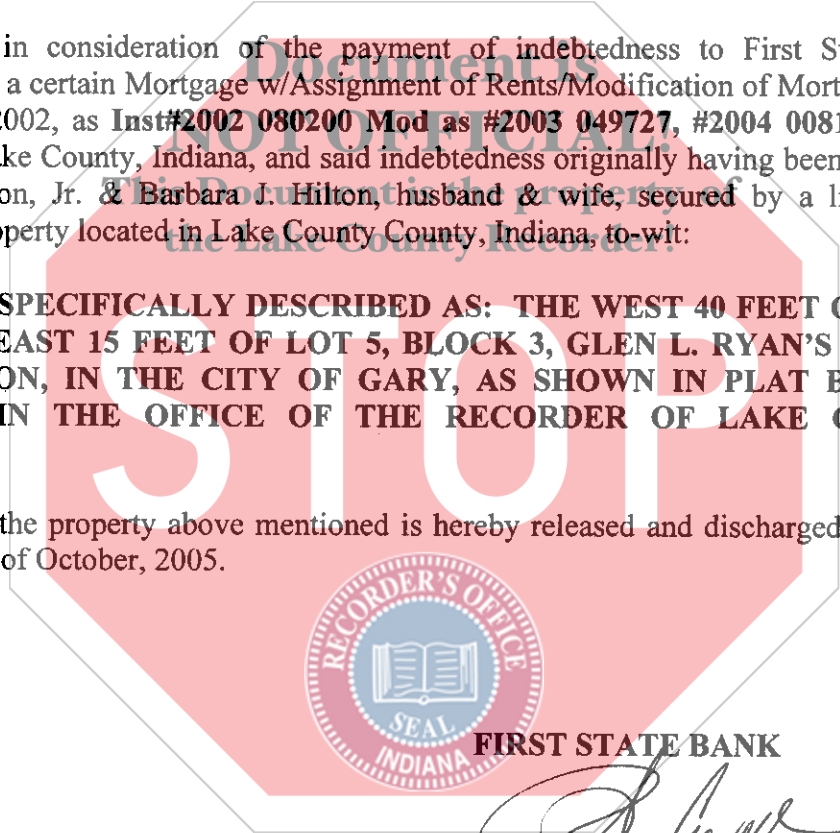 in consideration of the payment of indebtedness to First S
a certain Mortgage w/Assignment of Rents/Modification of Mort
2002, as Inst#2002 080200 Mod as #2003 049727, #2004 0081
ke County, Indiana, and said indebtedness originally having been
on, Jr. & Barbara J. Hilton, husband & wife, secured by a li
operty located in Lake County County, Indiana, to-wit:
Document is
NOT OFFICIAL!
This Document is the property of
the Lake County Recorder!
SPECIFICALLY DESCRIBED AS: THE WEST 40 FEET O
EAST 15 FEET OF LOT 5, BLOCK 3, GLEN L. RYAN'S
ON, IN THE CITY OF GARY, AS SHOWN IN PLAT B
IN THE OFFICE OF THE RECORDER OF LAKE C
STOP
the property above mentioned is hereby released and discharged
of October, 2005.
RECORDER'S OFFICE
SEAL
INDIANA
FIRST STATE BANK